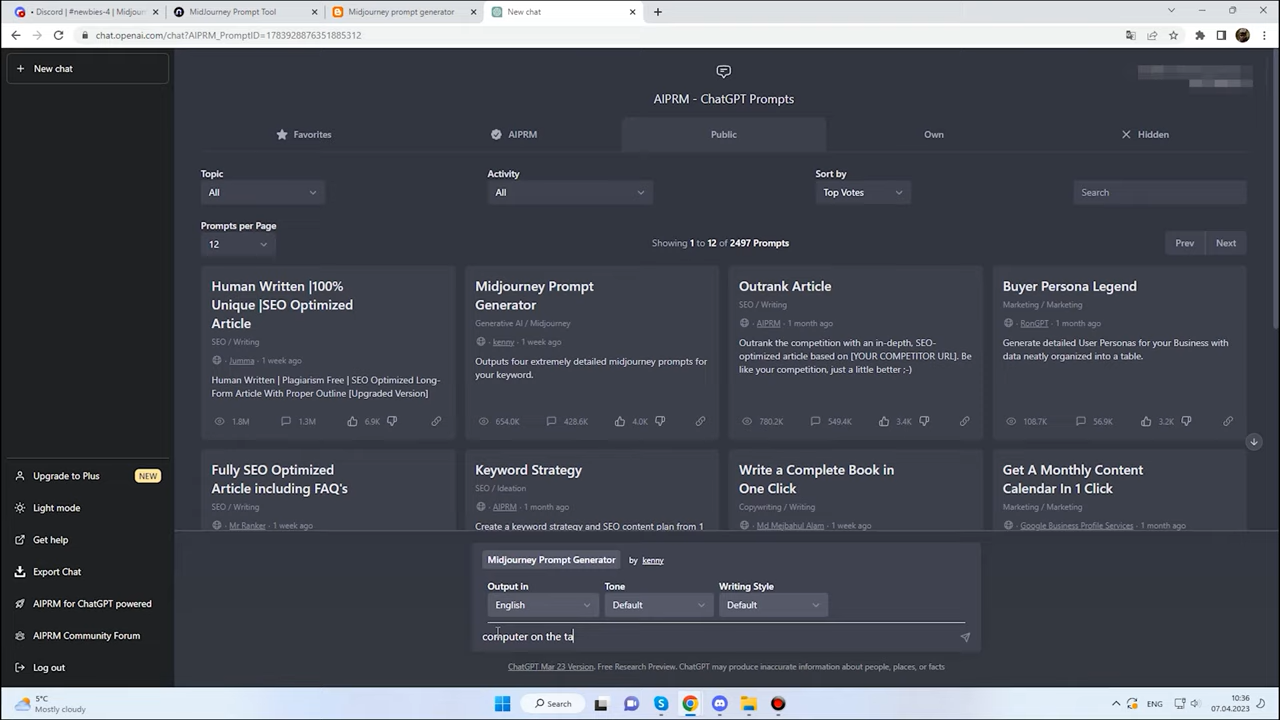 • Discord | #newbies-4 | Midjour
MidJourney Prompt Tool
Midjourney prompt generator
New chat
chat.openai.com/chat?AIPRM_PromptID=1783928876351885312
New chat
AIPRM - ChatGPT Prompts
Favorites
AIPRM
Public
Own
Hidden
Topic
Activity
Sort by
All
All
Top Votes
Search
Prompts per Page
12
Showing 1 to 12 of 2497 Prompts
Prev
Next
Human Written |100%
Unique |SEO Optimized
Article
SEO / Writing
· Jumma · 1 week ago
Human Written | Plagiarism Free | SEO Optimized Long-
Form Article With Proper Outline [Upgraded Version]
1.8M
1.3M
6.9K
Midjourney Prompt
Generator
Generative AI / Midjourney
· kenny · 1 week ago
Outputs four extremely detailed midjourney prompts for
your keyword.
654.0K
428.6K
4.0K
Outrank Article
SEO / Writing
· AIPRM · 1 month ago
Outrank the competition with an in-depth, SEO-
optimized article based on [YOUR COMPETITOR URL]. Be
like your competition, just a little better ;-)
780.2K
549.4K
3.4K
Buyer Persona Legend
Marketing / Marketing
· RonGPT · 1 month ago
Generate detailed User Personas for your Business with
data neatly organized into a table.
108.7K
56.9K
3.2K
Fully SEO Optimized
Article including FAQ's
SEO / Writing
· Mr Ranker · 1 week ago
Keyword Strategy
SEO / Ideation
· AIPRM · 1 month ago
Create a keyword strategy and SEO content plan from 1
Write a Complete Book in
One Click
Copywriting / Writing
· Md Mejbahul Alam · 1 week ago
Get A Monthly Content
Calendar In 1 Click
Marketing / Marketing
· Google Business Profile Services · 1 month ago
Upgrade to Plus
NEW
Light mode
Get help
Export Chat
AIPRM for ChatGPT powered
AIPRM Community Forum
Log out
Midjourney Prompt Generator by kenny
Output in
Tone
Writing Style
English
Default
Default
computer on the ta
ChatGPT Mar 23 Version. Free Research Preview. ChatGPT may produce inaccurate information about people, places, or facts
5°C
Mostly cloudy
Search
ENG
10:36
07.04.2023